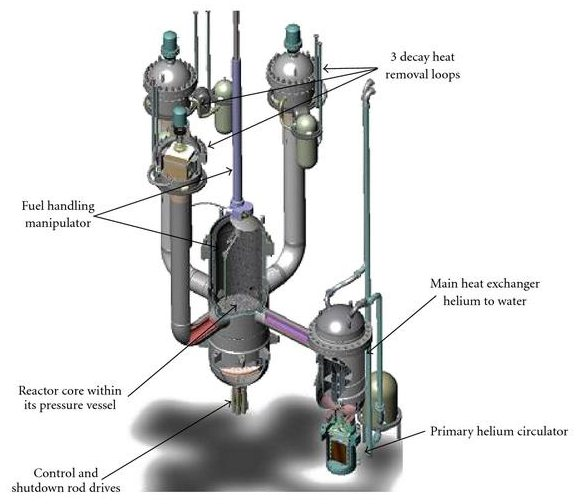 3 decay heat
removal loops
Fuel handling
manipulator
Main heat exchanger
helium to water
Reactor core within
its pressure vessel
Primary helium circulator
Control and
shutdown rod drives